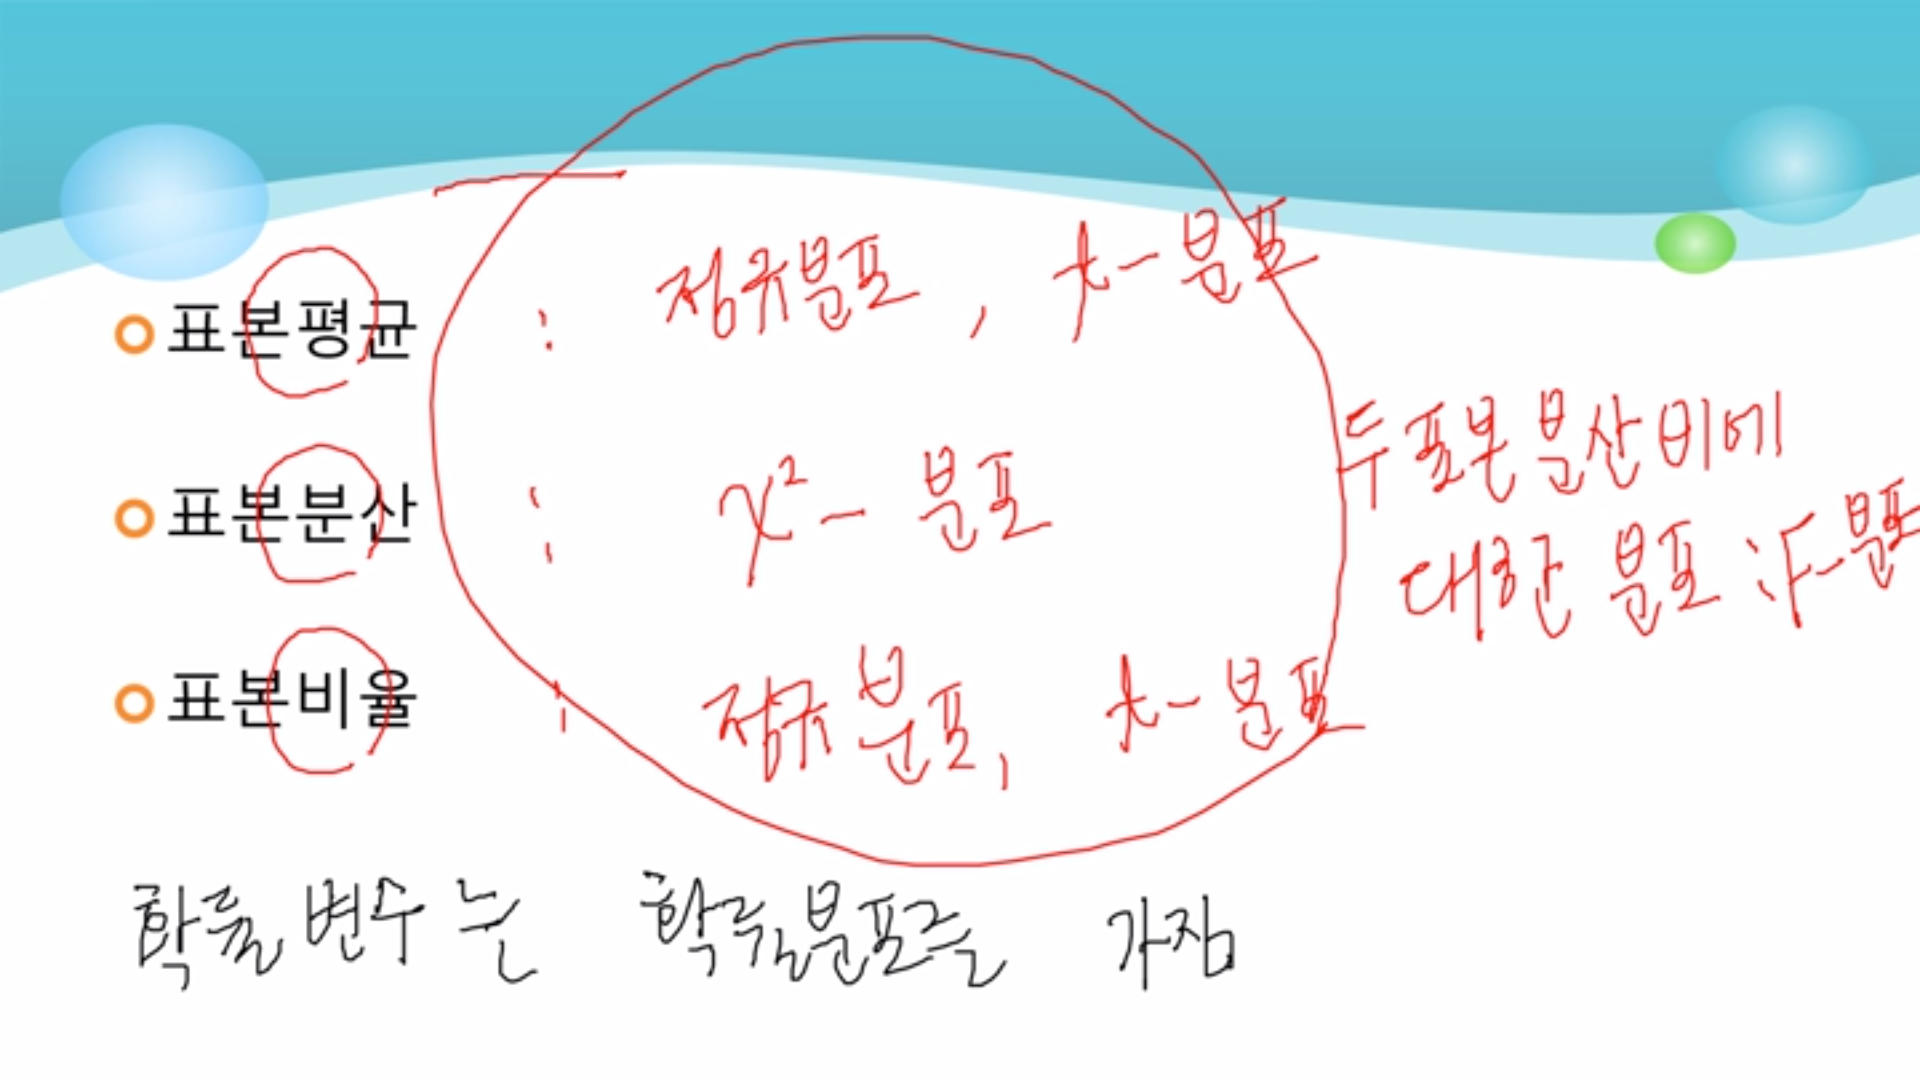 표본평균 : 정규분포, t-분포
표본분산 : χ²- 분포
두 표본 분산비에
대한 분포 : F-분포
표본비율 : 정규분포, t-분포
확률변수는 확률분포를 가짐